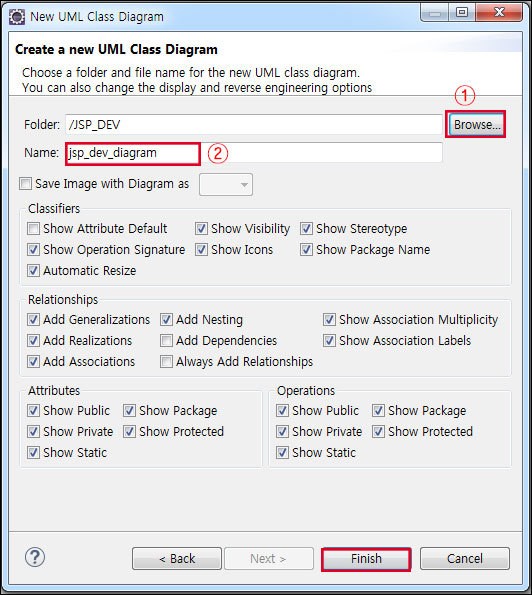 New UML Class Diagram
Create a new UML Class Diagram
Choose a folder and file name for the new UML class diagram.
You can also change the display and reverse engineering options
①
Folder: /JSP_DEV Browse...
Name: jsp_dev_diagram ②
Save Image with Diagram as
Classifiers
Show Attribute Default Show Visibility Show Stereotype
Show Operation Signature Show Icons Show Package Name
Automatic Resize
Relationships
Add Generalizations Add Nesting Show Association Multiplicity
Add Realizations Add Dependencies Show Association Labels
Add Associations Always Add Relationships
Attributes Operations
Show Public Show Package Show Public Show Package
Show Private Show Protected Show Private Show Protected
Show Static Show Static
? < Back Next > Finish Cancel